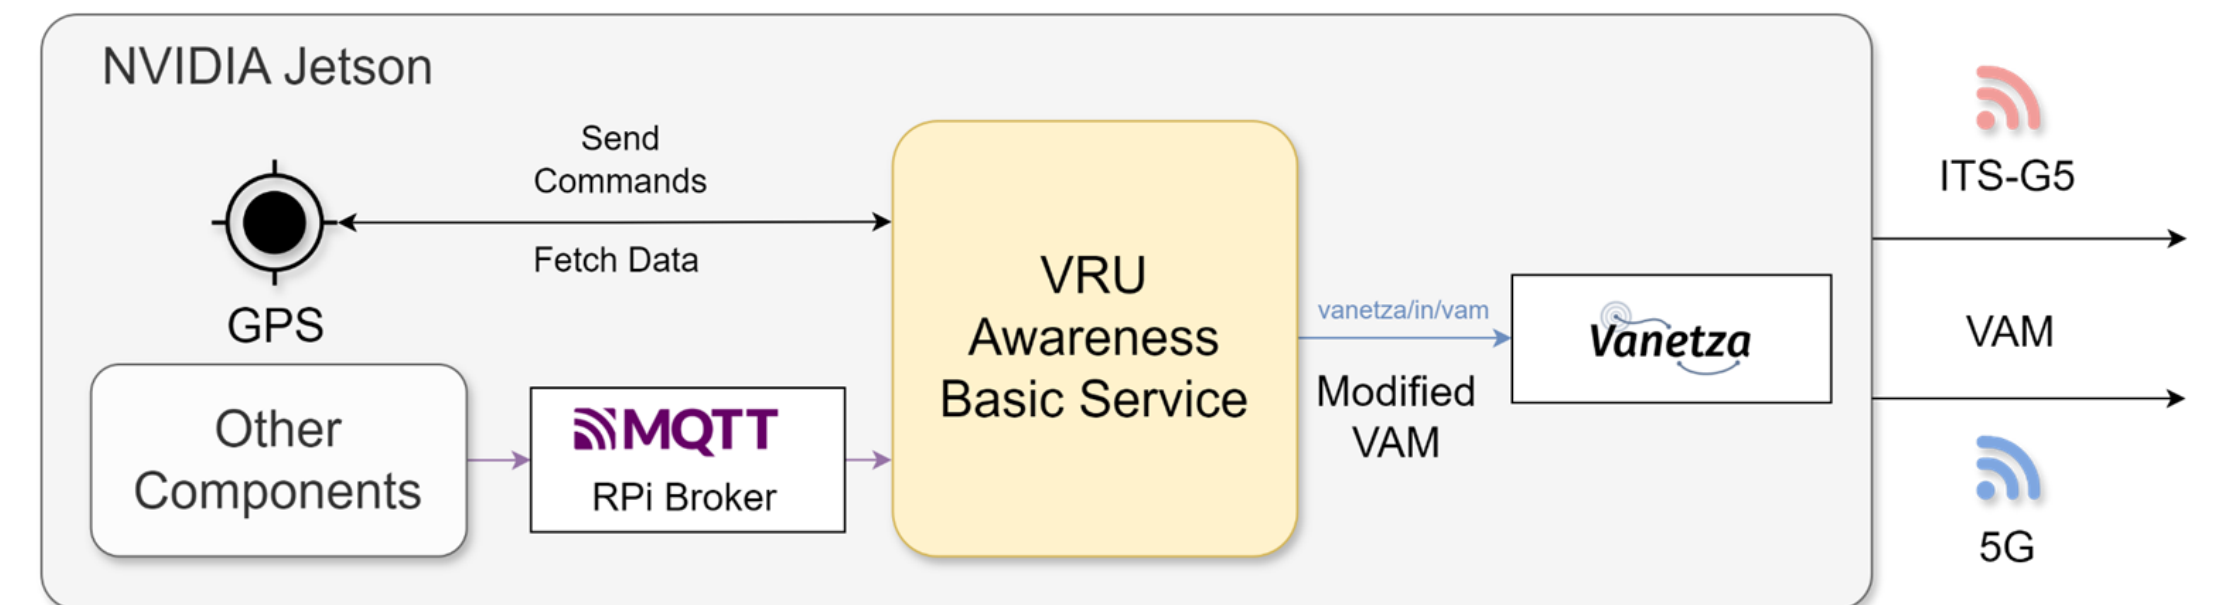 NVIDIA Jetson
Send
Commands
Fetch Data
GPS
Other
Components
MQTT
RPi Broker
VRU
Awareness
Basic Service
vanetza/in/vam
Modified
VAM
Vanetza
ITS-G5
VAM
5G